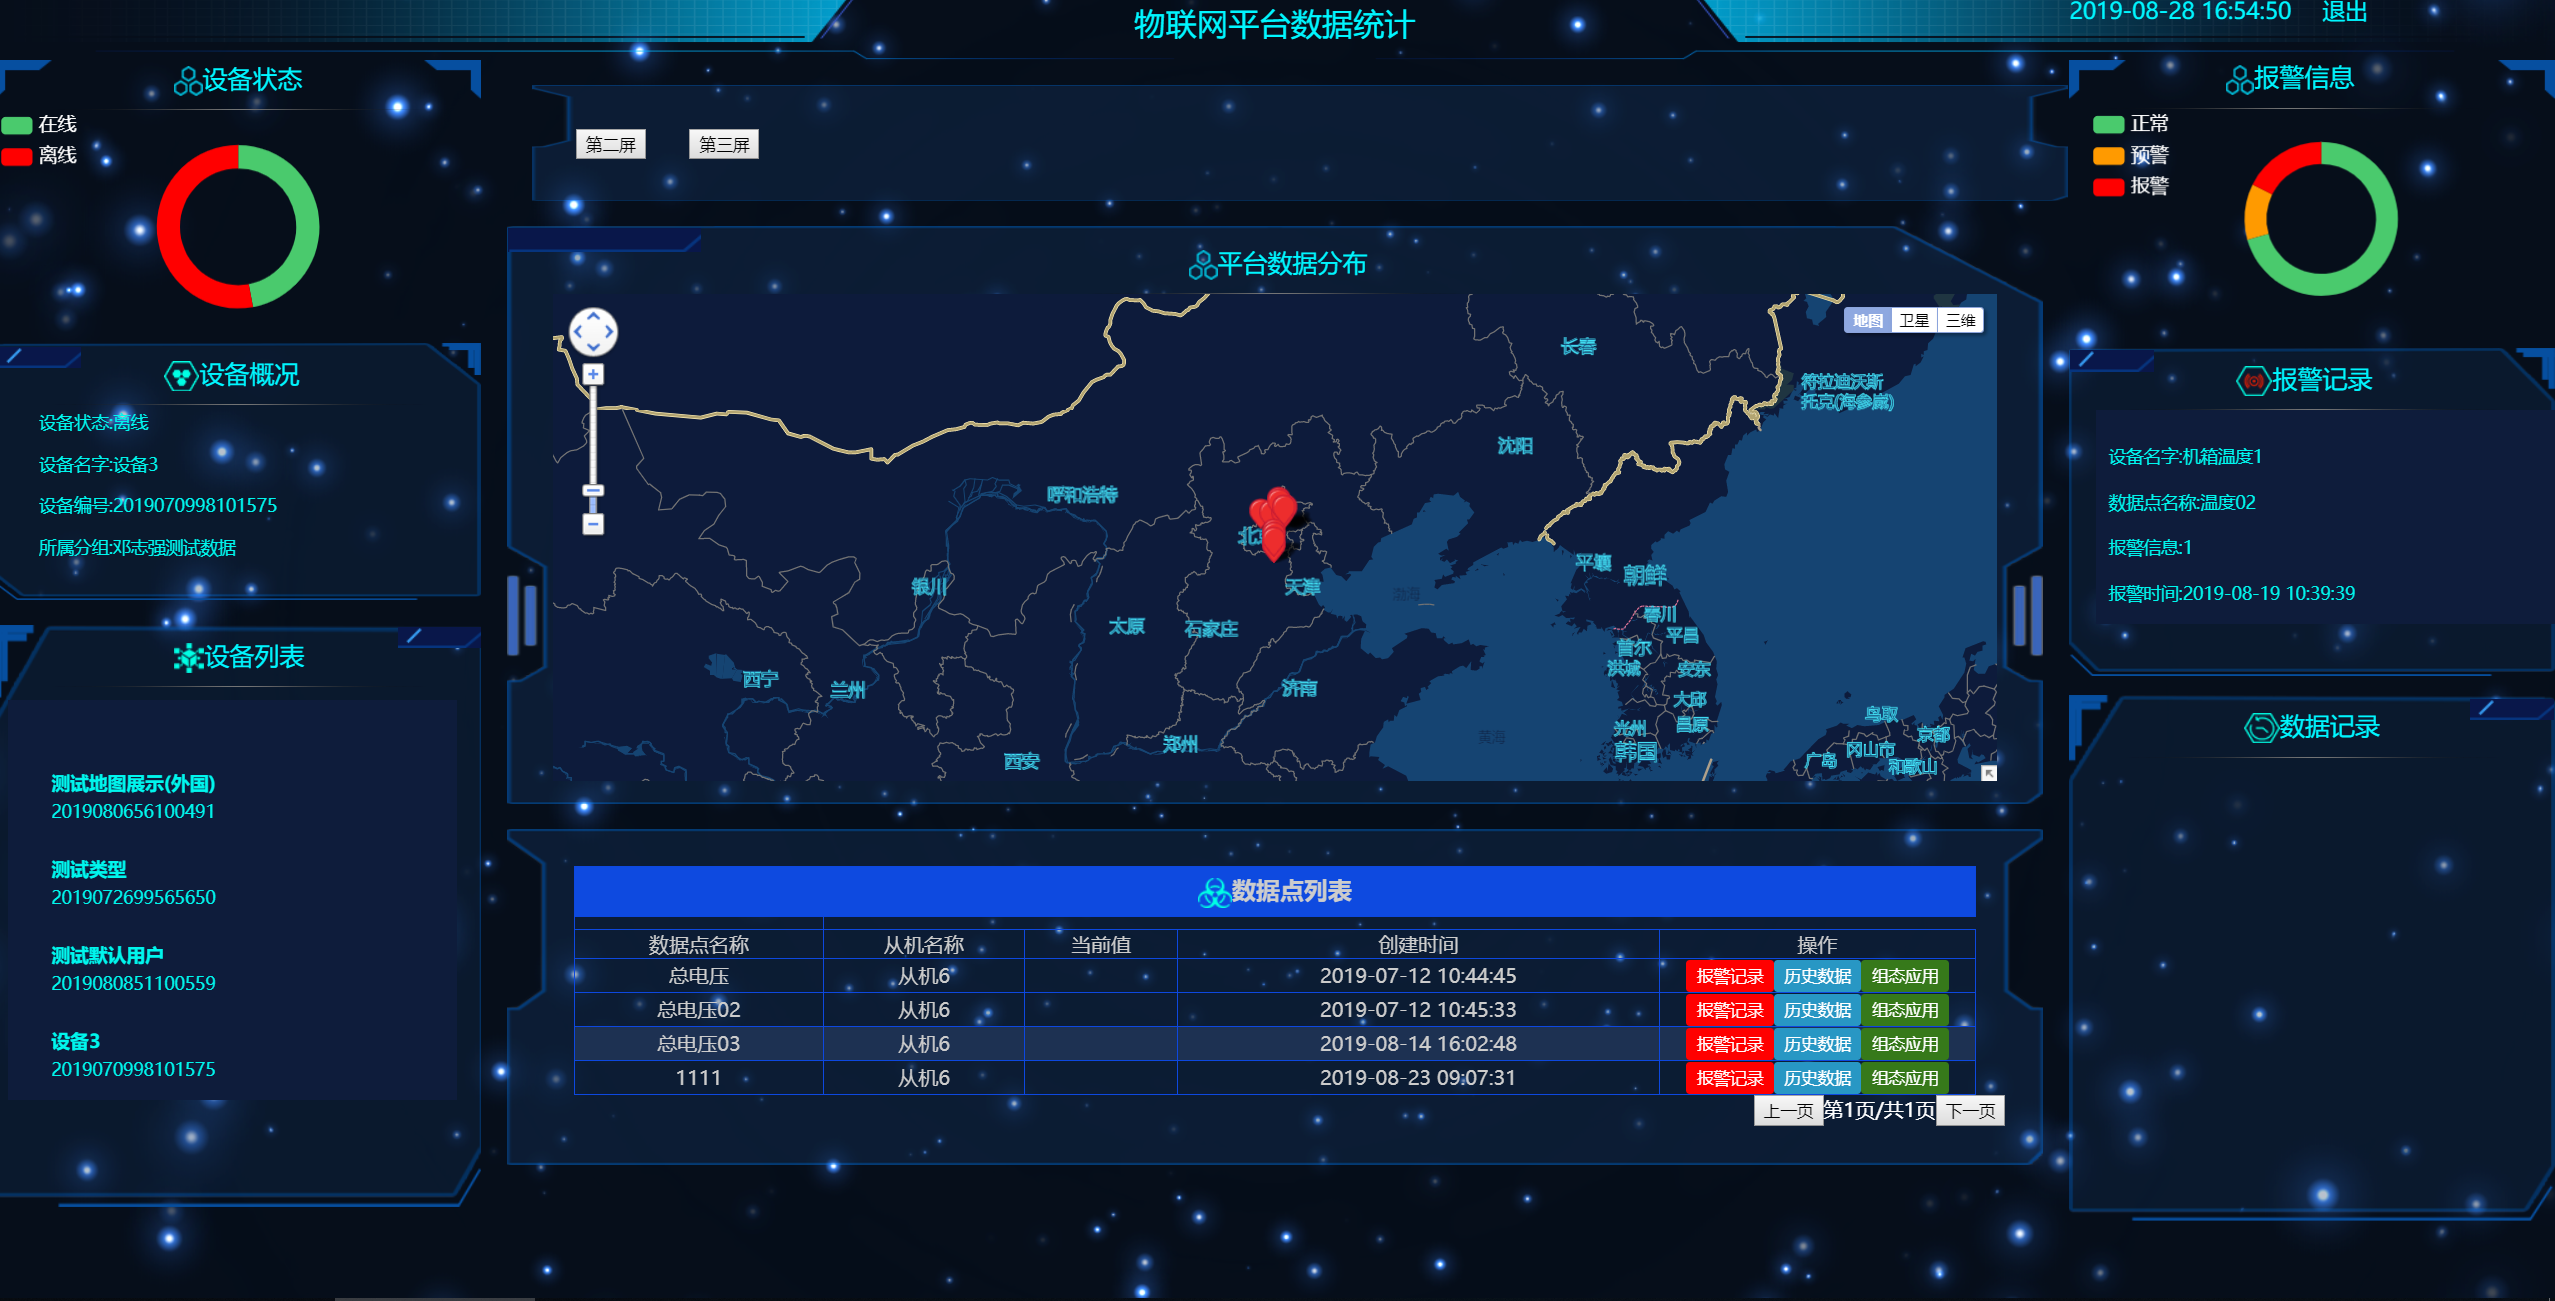 物联网平台数据统计
2019-08-28 16:54:50 退出
设备状态
在线
离线
第二屏 第三屏
报警信息
正常
预警
报警
设备概况
设备状态:离线
设备名字:设备3
设备编号:2019070998101575
所属分组:邓志强测试数据
设备列表
测试地图展示(外国)
2019080656100491
测试类型
2019072699565650
测试默认用户
2019080851100559
设备3
2019070998101575
平台数据分布
地图 卫星 三维
长春
符拉迪沃斯
托克(海参崴)
沈阳
呼和浩特
北
平壤
朝鲜
银川
天津
渤海
春川
太原
石家庄
平昌
首尔
洪城
安东
西宁
兰州
济南
大邱
鸟取
光州
昌原
京都
黄海
郑州
韩国
冈山市
西安
广岛
和歌山
数据点列表
数据点名称 从机名称 当前值 创建时间 操作
总电压 从机6 2019-07-12 10:44:45 报警记录 历史数据 组态应用
总电压02 从机6 2019-07-12 10:45:33 报警记录 历史数据 组态应用
总电压03 从机6 2019-08-14 16:02:48 报警记录 历史数据 组态应用
1111 从机6 2019-08-23 09:07:31 报警记录 历史数据 组态应用
上一页 第1页/共1页 下一页
报警记录
设备名字:机箱温度1
数据点名称:温度02
报警信息:1
报警时间:2019-08-19 10:39:39
数据记录